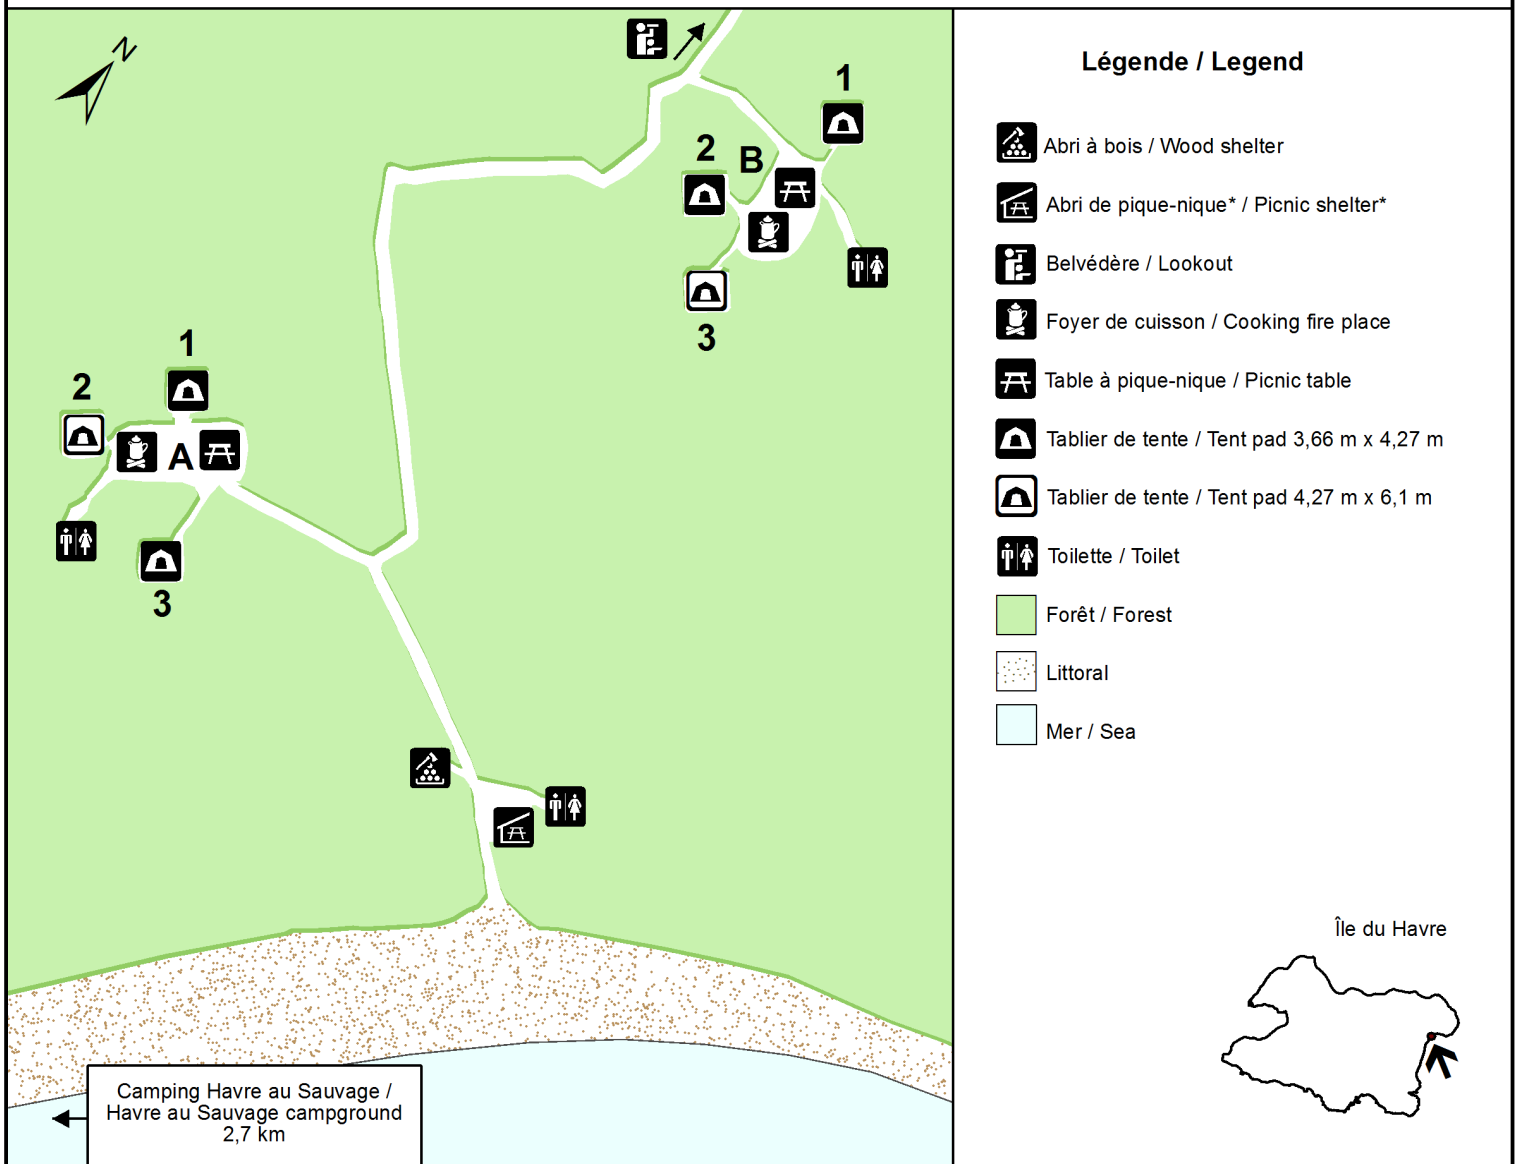 N
1
2
B
3
1
2
A
3
Camping Havre au Sauvage /
Havre au Sauvage campground
2,7 km
Légende / Legend
Abri à bois / Wood shelter
Abri de pique-nique* / Picnic shelter*
Belvédère / Lookout
Foyer de cuisson / Cooking fire place
Table à pique-nique / Picnic table
Tablier de tente / Tent pad 3,66 m x 4,27 m
Tablier de tente / Tent pad 4,27 m x 6,1 m
Toilette / Toilet
Forêt / Forest
Littoral
Mer / Sea
Île du Havre